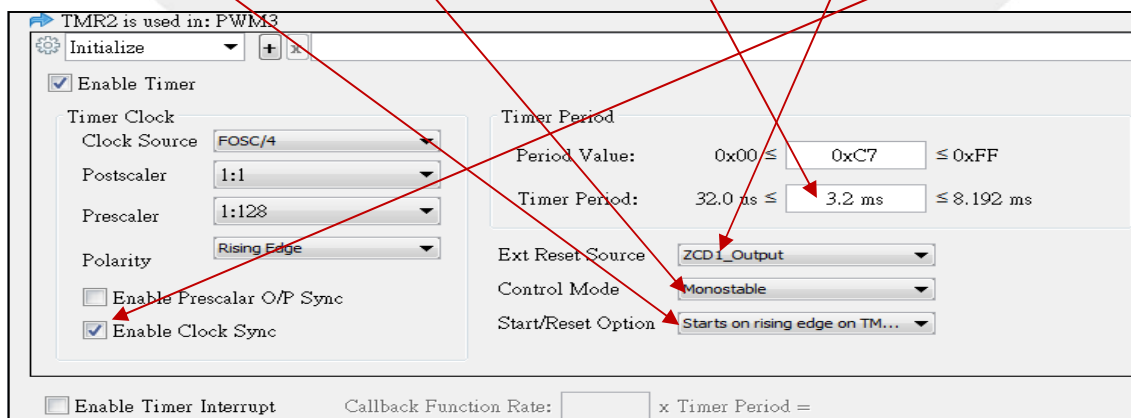 TMR2 is used in: PWM3
Initialize + x
Enable Timer
Timer Clock
Clock Source FOSC/4
Postscaler 1:1
Prescaler 1:128
Polarity Rising Edge
Enable Prescalar O/P Sync
Enable Clock Sync
Timer Period
Period Value: 0x00 ≤ 0xC7 ≤ 0xFF
Timer Period: 32.0 us ≤ 3.2 ms ≤ 8.192 ms
Ext Reset Source ZCD1_Output
Control Mode Monostable
Start/Reset Option Starts on rising edge on TM...
Enable Timer Interrupt Callback Function Rate: x Timer Period =